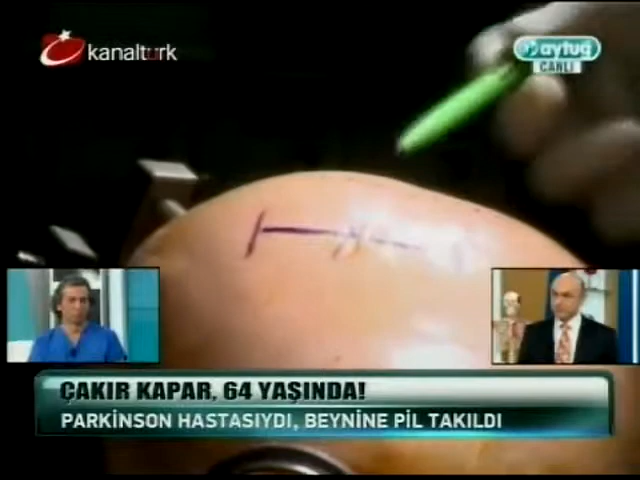 kanaltürk
aytuğ
CANLI
ÇAKIR KAPAR, 64 YAŞINDA!
PARKİNSON HASTASIYDI, BEYNİNE PİL TAKILDI